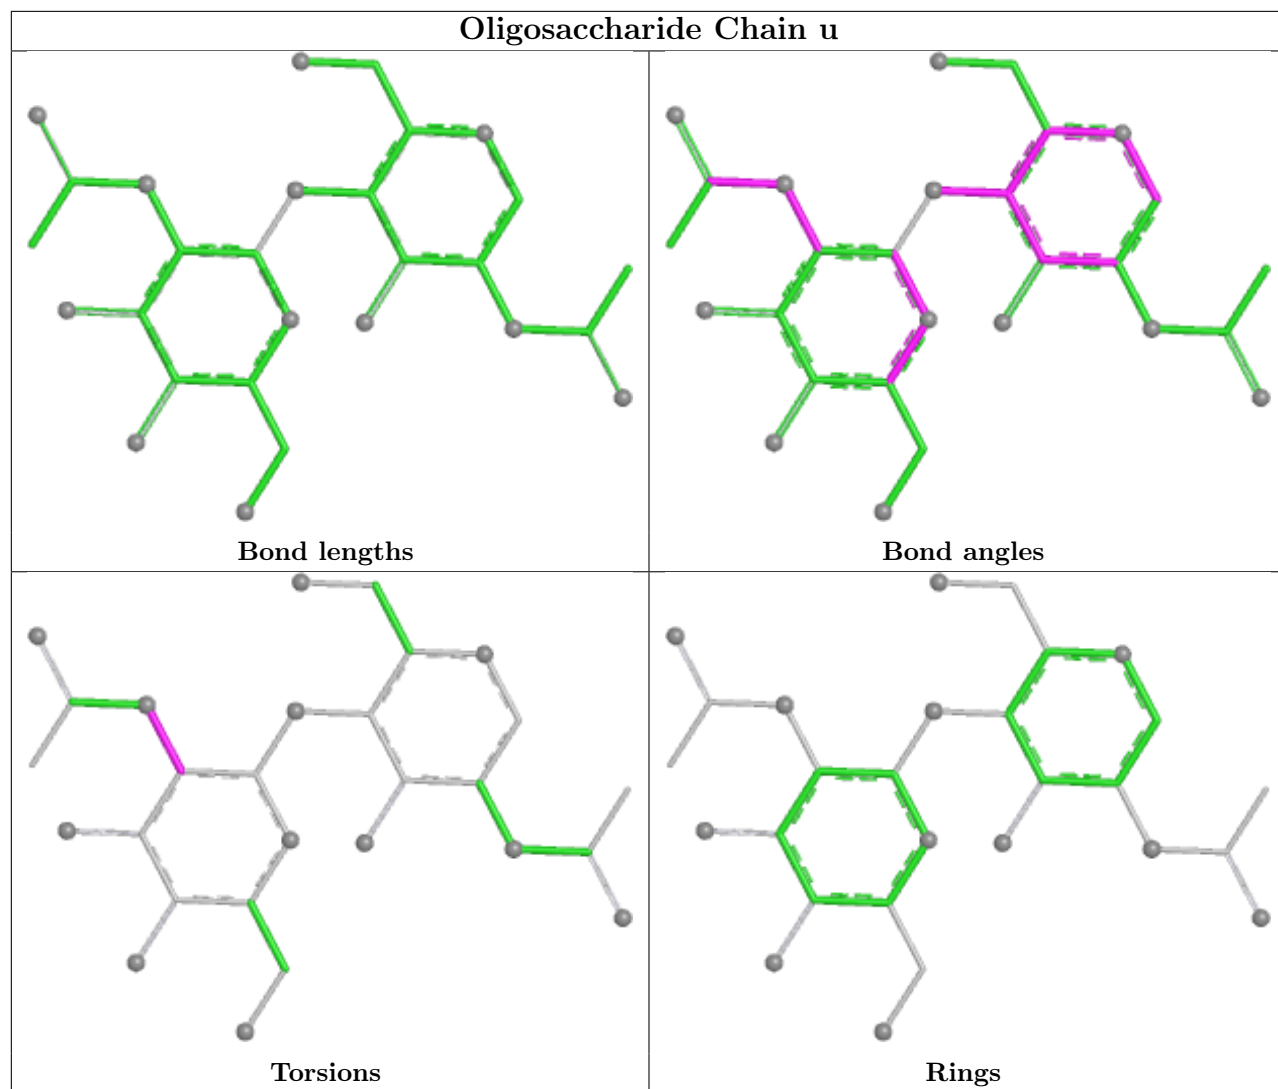 Oligosaccharide Chain u
Bond lengths
Bond angles
Torsions
Rings